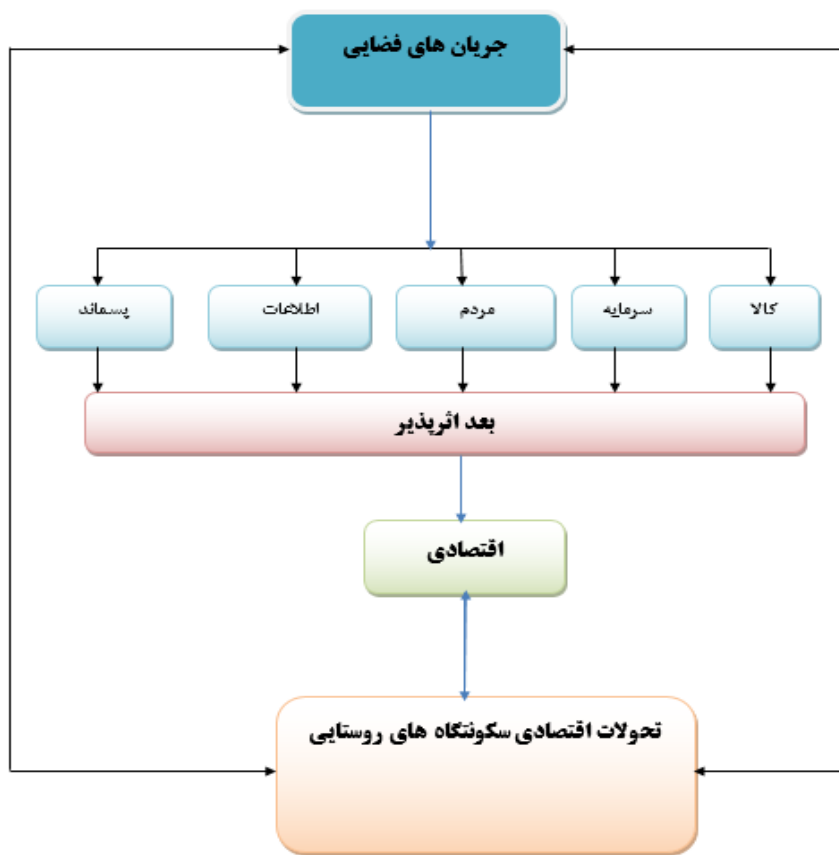 جریان های فضایی
کالا
سرمایه
مردم
اطلاعات
پسماند
بعد اثرپذیر
اقتصادی
تحولات اقتصادی سکونتگاه های روستایی